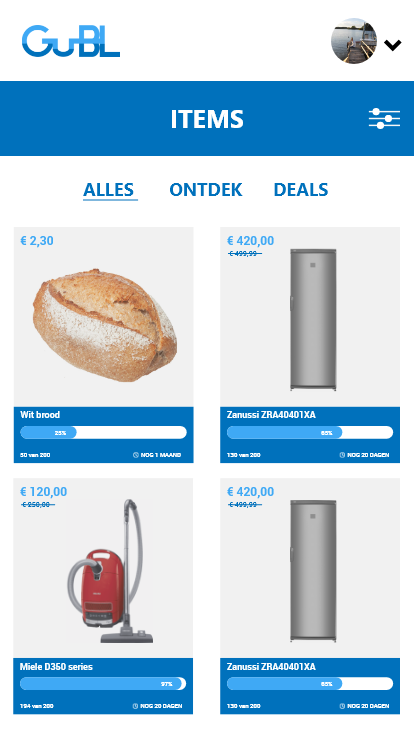 GUBL
ITEMS
ALLES ONTDEK DEALS
€ 2,30
Wit brood
25%
50 van 200 NOG 1 MAAND
€ 420,00
€ 499,99
Zanussi ZRA40401XA
65%
130 van 200 NOG 20 DAGEN
€ 120,00
€ 250,00
Miele D350 series
97%
194 van 200 NOG 20 DAGEN
€ 420,00
€ 499,99
Zanussi ZRA40401XA
65%
130 van 200 NOG 20 DAGEN